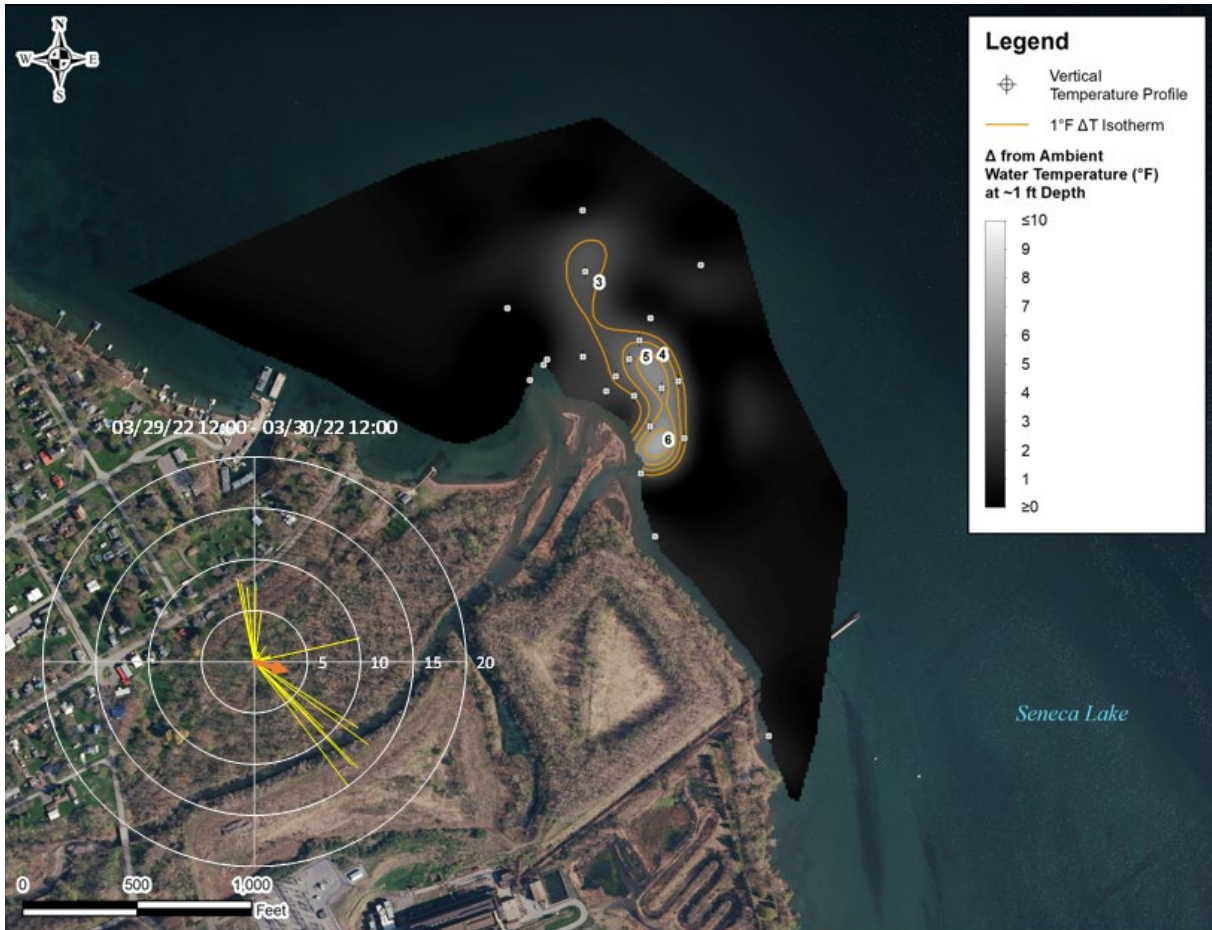 N
W E
S
Legend
Vertical
Temperature Profile
1°F ΔT Isotherm
Δ from Ambient
Water Temperature (°F)
at ~1 ft Depth
≤10
9
8
7
6
5
4
3
2
1
≥0
3
5 4
6
03/29/22 12:00 - 03/30/22 12:00
5 10 15 20
Seneca Lake
0 500 1,000
Feet